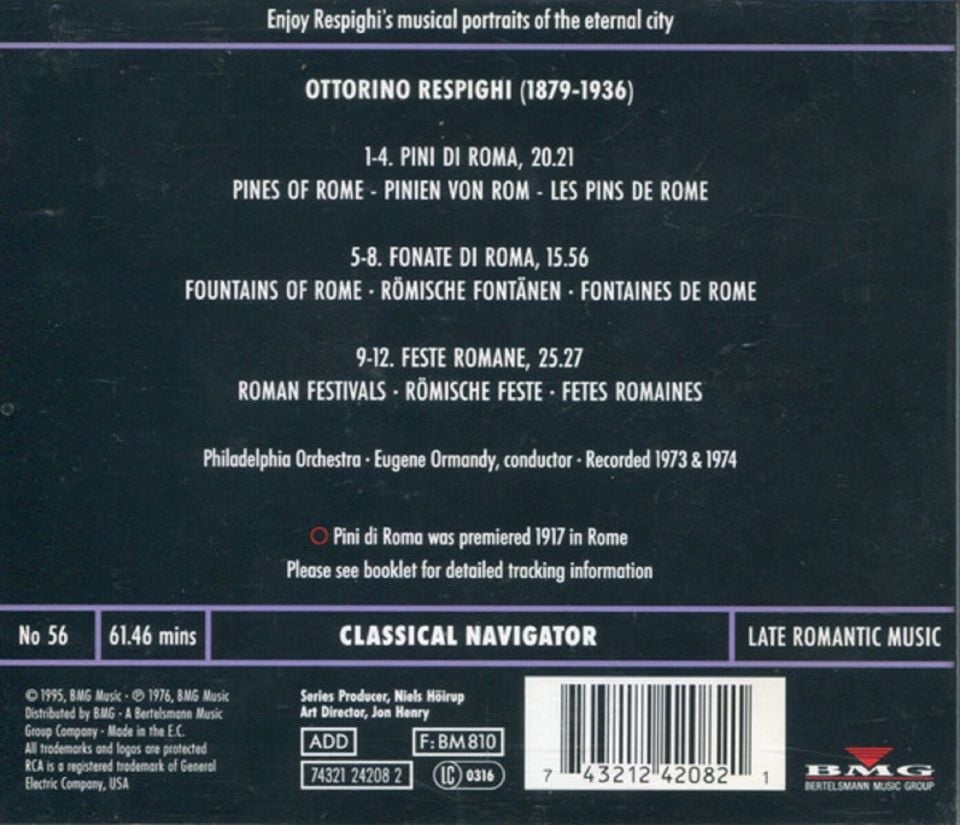 Enjoy Respighi's musical portraits of the eternal city
OTTORINO RESPIGHI (1879-1936)
1-4. PINI DI ROMA, 20.21
PINES OF ROME - PINIEN VON ROM - LES PINS DE ROME
5-8. FONATE DI ROMA, 15.56
FOUNTAINS OF ROME · RÖMISCHE FONTÄNEN · FONTAINES DE ROME
9-12. FESTE ROMANE, 25.27
ROMAN FESTIVALS · RÖMISCHE FESTE · FETES ROMAINES
Philadelphia Orchestra · Eugene Ormandy, conductor · Recorded 1973 & 1974
Pini di Roma was premiered 1917 in Rome
Please see booklet for detailed tracking information
No 56 61.46 mins CLASSICAL NAVIGATOR LATE ROMANTIC MUSIC
© 1995, BMG Music · ℗ 1976, BMG Music
Distributed by BMG · A Bertelsmann Music
Group Company · Made in the E.C.
All trademarks and logos are protected
RCA is a registered trademark of General
Electric Company, USA
Series Producer, Niels Höirup
Art Director, Jon Henry
ADD F:BM 810
74321 24208 2 LC 0316
7 43212 42082 1
BMG
BERTELSMANN MUSIC GROUP